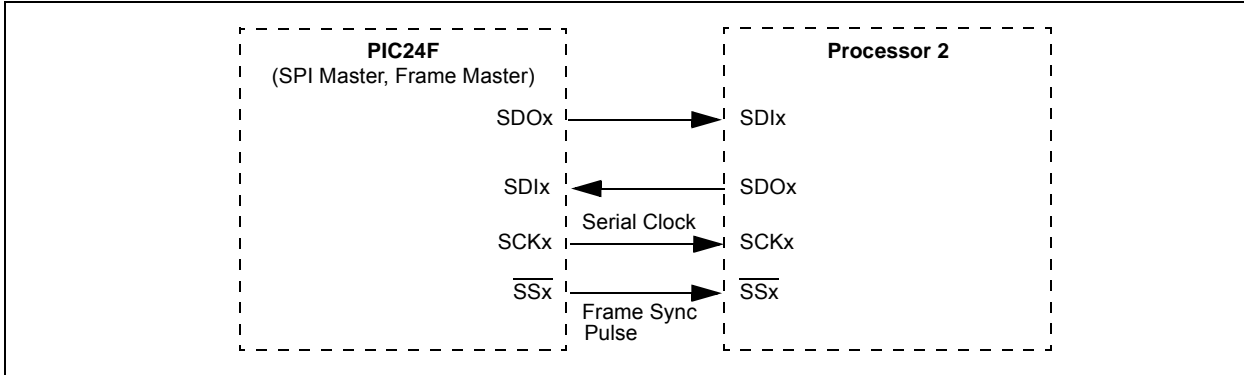 PIC24F
(SPI Master, Frame Master)
Processor 2
SDOx
SDIx
SDIx
SDOx
Serial Clock
SCKx
SCKx
SSx
SSx
Frame Sync
Pulse